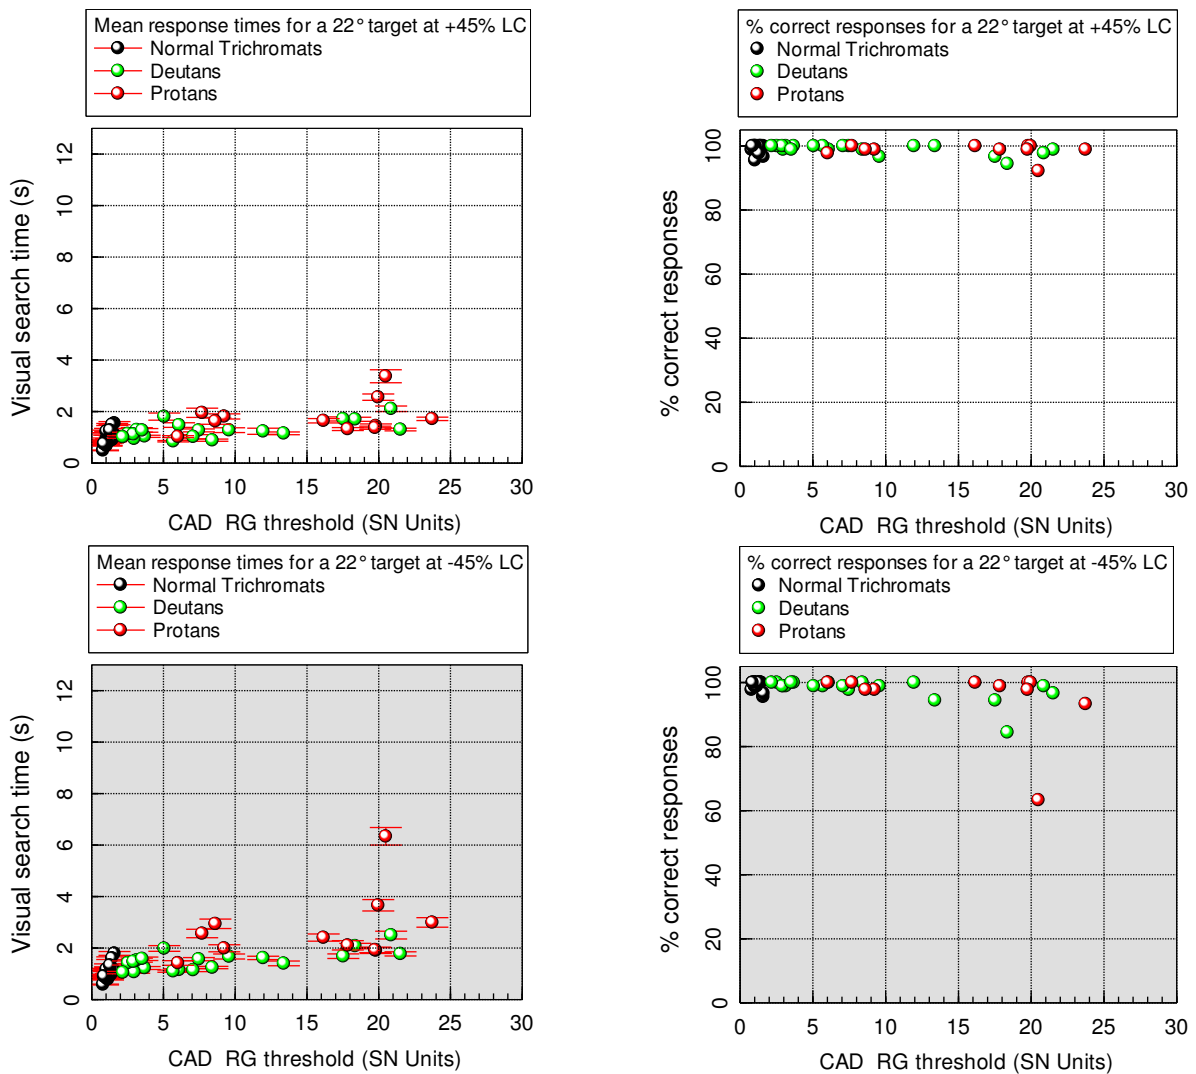 Mean response times for a 22° target at +45% LC
Normal Trichromats
Deutans
Protans
Visual search time (s)
12
10
8
6
4
2
0
0 5 10 15 20 25 30
CAD RG threshold (SN Units)
% correct responses for a 22° target at +45% LC
Normal Trichromats
Deutans
Protans
% correct responses
100
80
60
40
20
0
0 5 10 15 20 25 30
CAD RG threshold (SN Units)
Mean response times for a 22° target at -45% LC
Normal Trichromats
Deutans
Protans
Visual search time (s)
12
10
8
6
4
2
0
0 5 10 15 20 25 30
CAD RG threshold (SN Units)
% correct responses for a 22° target at -45% LC
Normal Trichromats
Deutans
Protans
% correct responses
100
80
60
40
20
0
0 5 10 15 20 25 30
CAD RG threshold (SN Units)